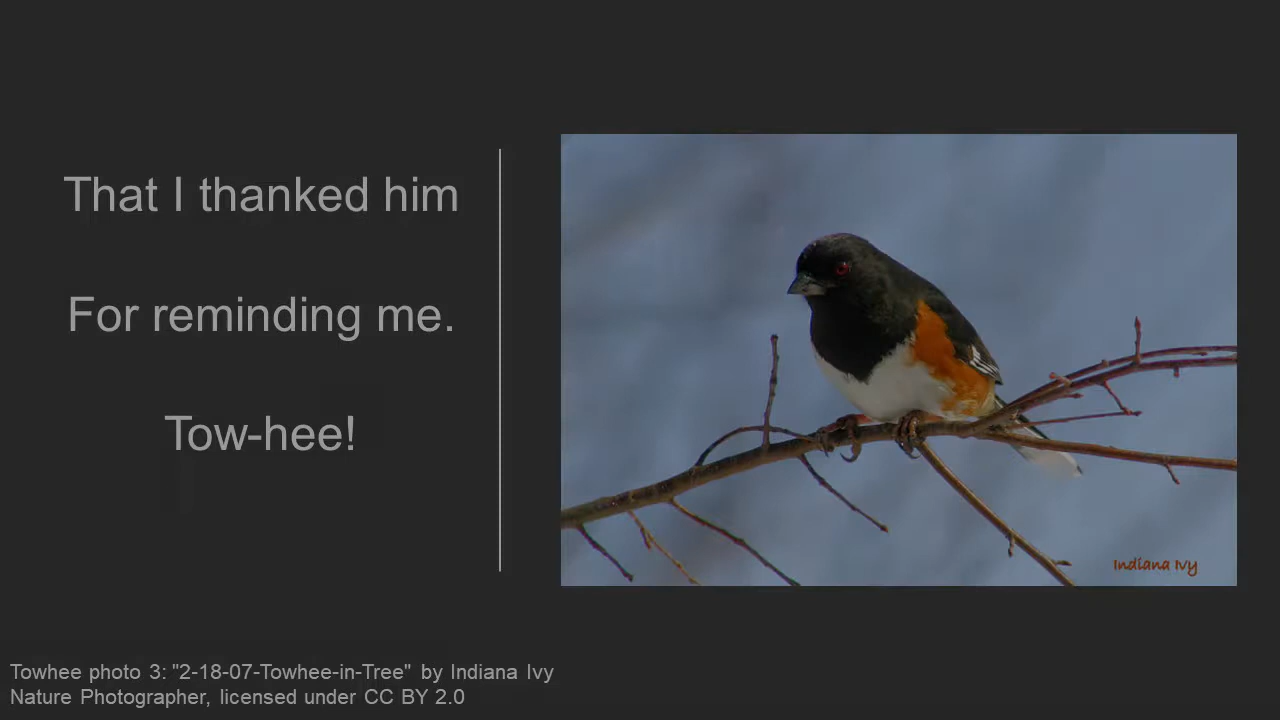 That I thanked him
For reminding me.
Tow-hee!
Indiana Ivy
Towhee photo 3: "2-18-07-Towhee-in-Tree" by Indiana Ivy
Nature Photographer, licensed under CC BY 2.0